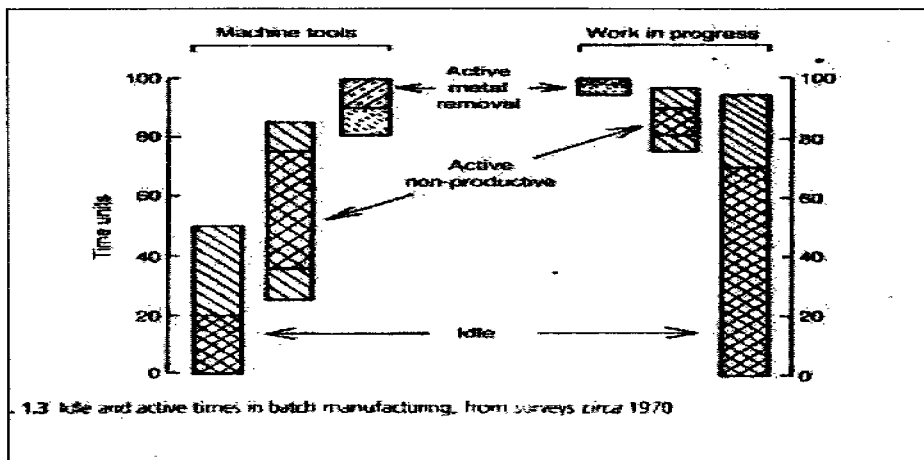 Machine tools Work in progress
100 100
Active
metal
removal
80 80
Active
non-productive
60 60
Time units
40 40
20 20
Idle
0 0
1.3 Idle and active times in batch manufacturing, from surveys circa 1970